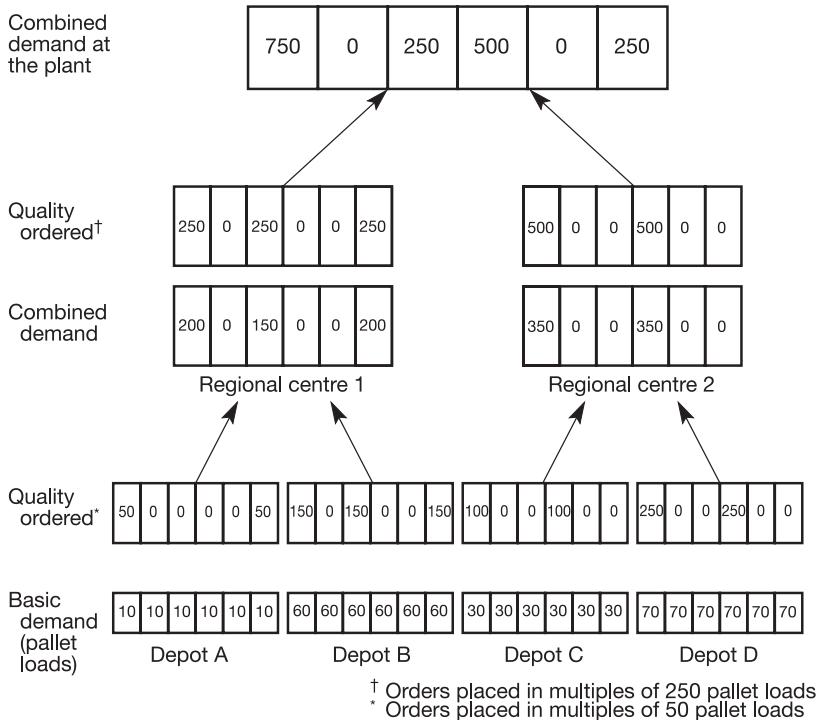 Combined
demand at
the plant
750 0 250 500 0 250
Quality
ordered†
250 0 250 0 0 250
500 0 0 500 0 0
Combined
demand
200 0 150 0 0 200
350 0 0 350 0 0
Regional centre 1
Regional centre 2
Quality
ordered*
50 0 0 0 0 50
150 0 150 0 0 150
100 0 0 100 0 0
250 0 0 250 0 0
Basic
demand
(pallet
loads)
10 10 10 10 10 10
60 60 60 60 60 60
30 30 30 30 30 30
70 70 70 70 70 70
Depot A
Depot B
Depot C
Depot D
† Orders placed in multiples of 250 pallet loads
* Orders placed in multiples of 50 pallet loads